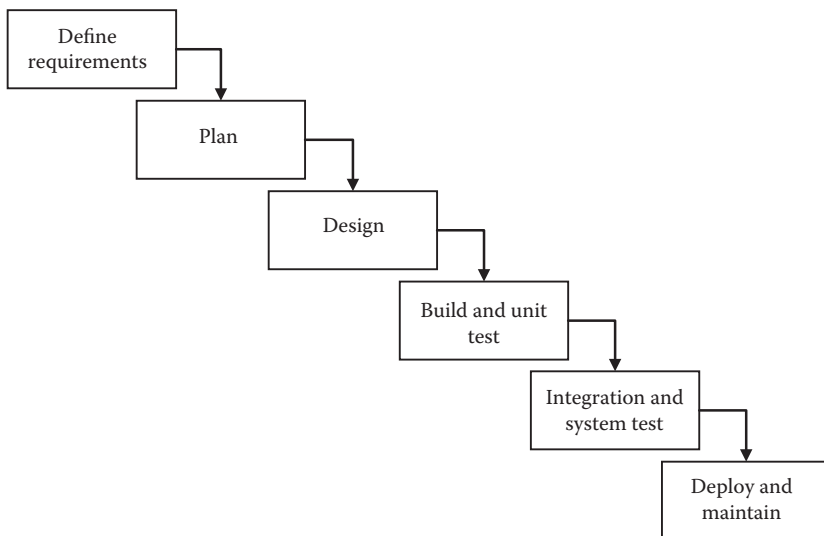 Define
requirements
Plan
Design
Build and unit
test
Integration and
system test
Deploy and
maintain